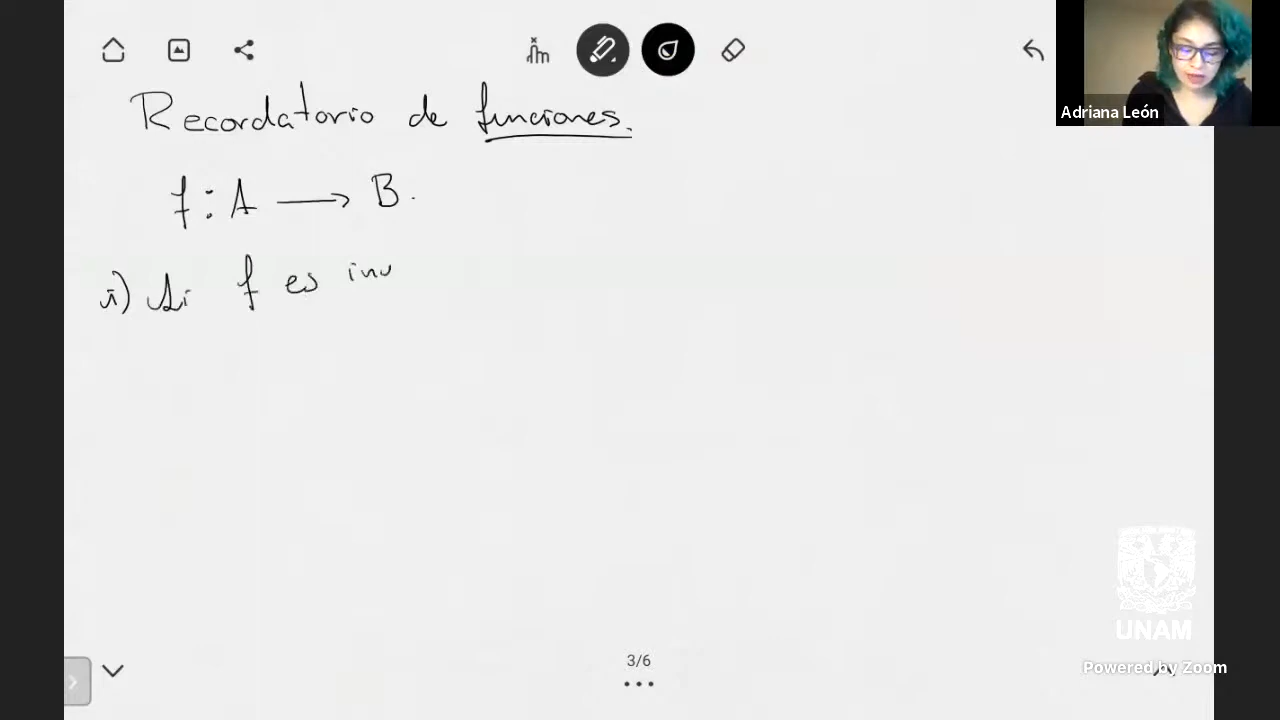 Adriana León
Recordatorio de funciones.
f : A → B.
i) Si f es inv
UNAM
3/6
Powered by Zoom